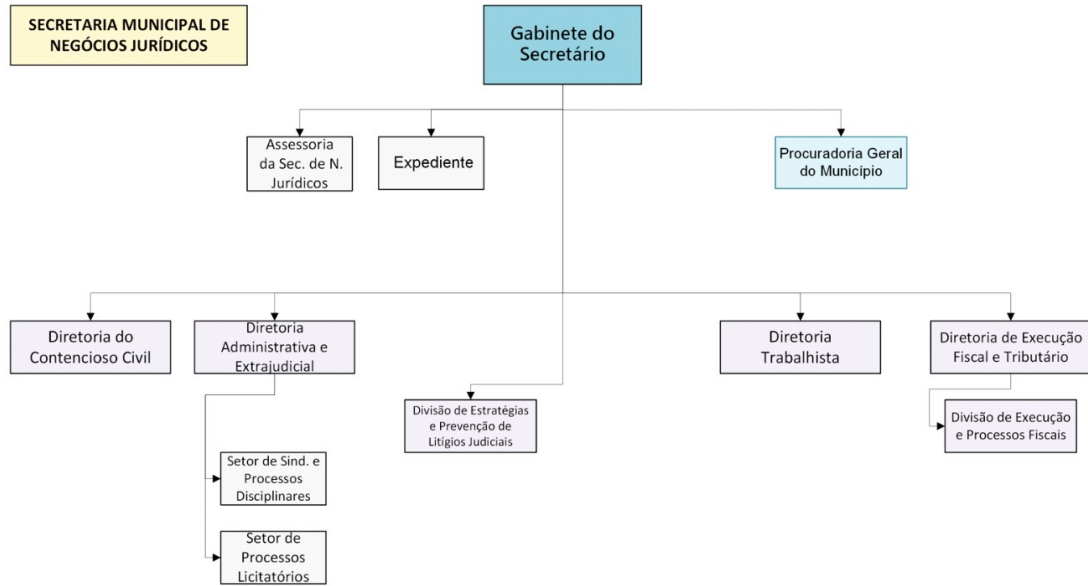 SECRETARIA MUNICIPAL DE
NEGÓCIOS JURÍDICOS
Gabinete do
Secretário
Assessoria
da Sec. de N.
Jurídicos
Expediente
Procuradoria Geral
do Município
Diretoria do
Contencioso Civil
Diretoria
Administrativa e
Extrajudicial
Diretoria
Trabalhista
Diretoria de Execução
Fiscal e Tributário
Divisão de Estratégias
e Prevenção de
Litígios Judiciais
Divisão de Execução
e Processos Fiscais
Setor de Sind. e
Processos
Disciplinares
Setor de
Processos
Licitatórios